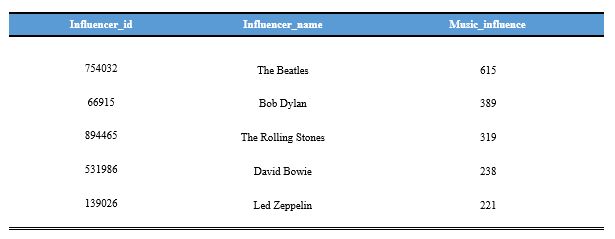 Influencer_id Influencer_name Music_influence
754032 The Beatles 615
66915 Bob Dylan 389
894465 The Rolling Stones 319
531986 David Bowie 238
139026 Led Zeppelin 221